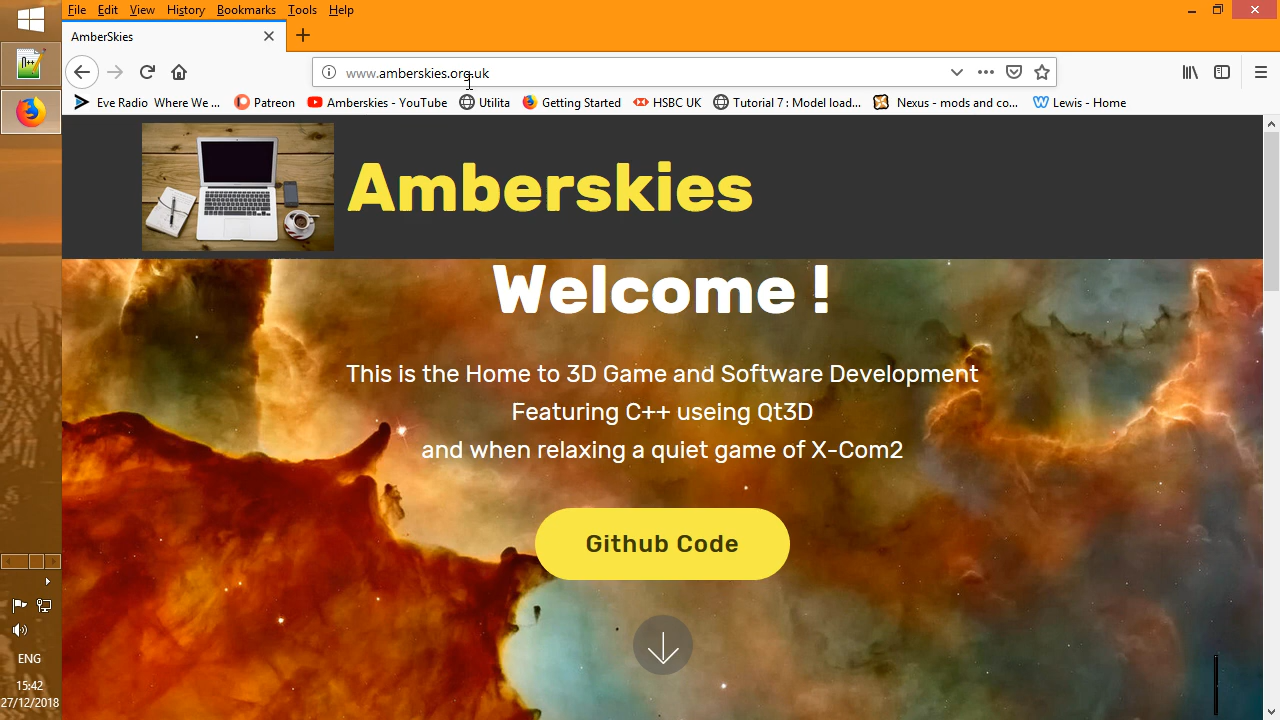 File Edit View History Bookmarks Tools Help
AmberSkies
www.amberskies.org.uk
Eve Radio Where We ... Patreon Amberskies - YouTube Utilita Getting Started HSBC UK Tutorial 7 : Model load... Nexus - mods and co... Lewis - Home
Amberskies
Welcome !
This is the Home to 3D Game and Software Development
Featuring C++ useing Qt3D
and when relaxing a quiet game of X-Com2
Github Code
ENG
15:42
27/12/2018